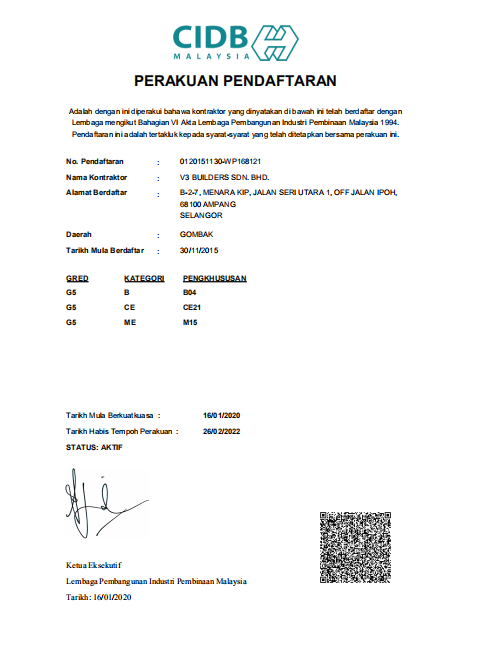 CIDB
MALAYSIA
PERAKUAN PENDAFTARAN
Adalah dengan ini diperakui bahawa kontraktor yang dinyatakan di bawah ini telah berdaftar dengan
Lembaga mengikut Bahagian VI Akta Lembaga Pembangunan Industri Pembinaan Malaysia 1994.
Pendaftaran ini adalah tertakluk kepada syarat-syarat yang telah ditetapkan bersama perakuan ini.
No. Pendaftaran : 0120151130-WP168121
Nama Kontraktor : V3 BUILDERS SDN. BHD.
Alamat Berdaftar : B-2-7, MENARA KIP, JALAN SERI UTARA 1, OFF JALAN IPOH,
68100 AMPANG
SELANGOR
Daerah : GOMBAK
Tarikh Mula Berdaftar : 30/11/2015
GRED KATEGORI PENGKHUSUSAN
G5 B B04
G5 CE CE21
G5 ME M15
Tarikh Mula Berkuatkuasa : 16/01/2020
Tarikh Habis Tempoh Perakuan : 26/02/2022
STATUS: AKTIF
Ketua Eksekutif
Lembaga Pembangunan Industri Pembinaan Malaysia
Tarikh: 16/01/2020